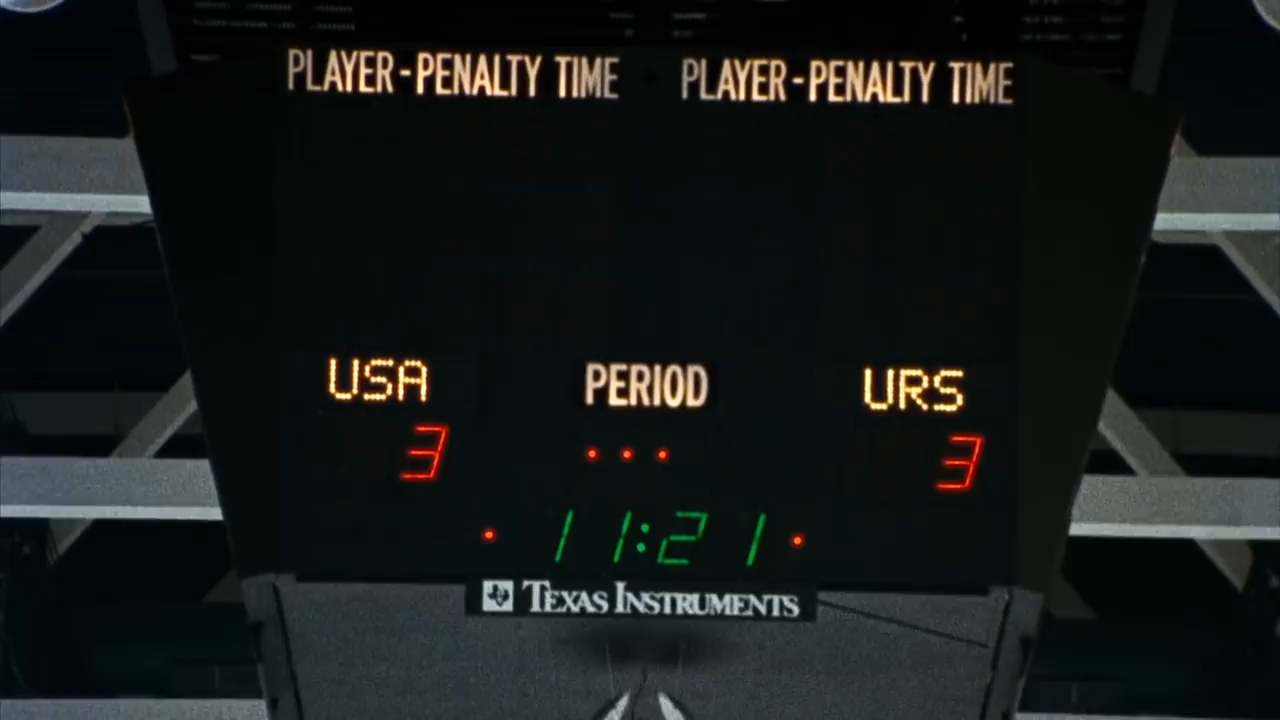 PLAYER-PENALTY TIME PLAYER-PENALTY TIME
USA PERIOD URS
3 3
11:21
TEXAS INSTRUMENTS